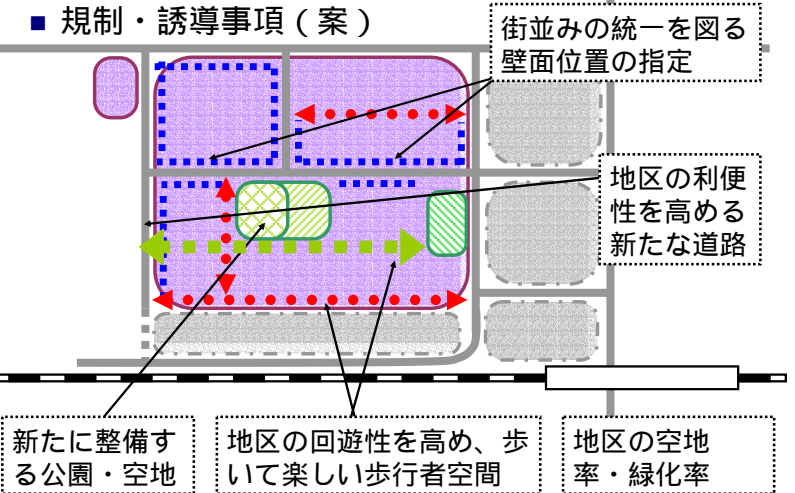 ■ 規制・誘導事項（案）
街並みの統一を図る
壁面位置の指定
地区の利便
性を高める
新たな道路
新たに整備す
る公園・空地
地区の回遊性を高め、歩
いて楽しい歩行者空間
地区の空地
率・緑化率